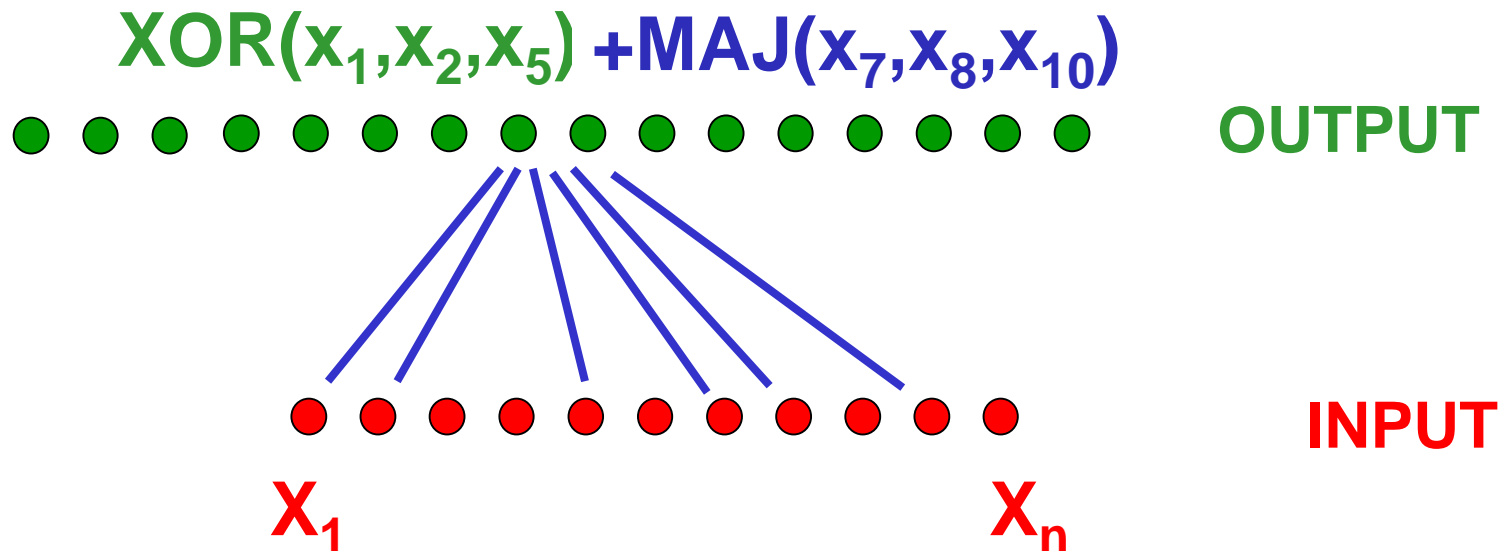 XOR(x₁,x₂,x₅) +MAJ(x₇,x₈,x₁₀)
OUTPUT
INPUT
X₁ Xₙ